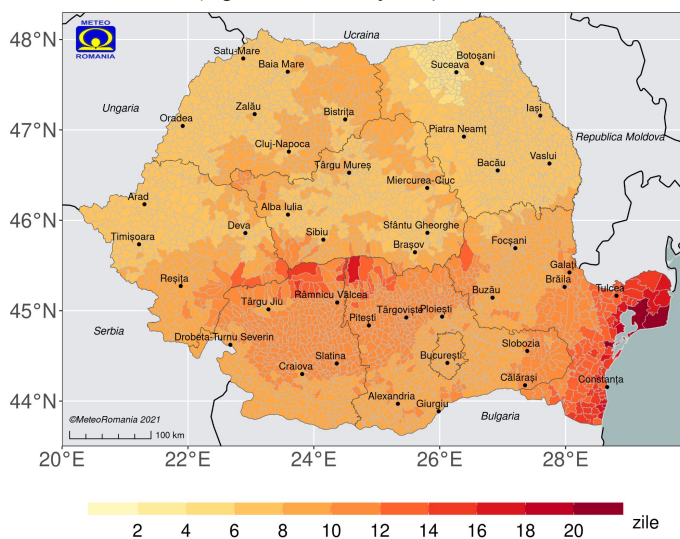 METEO
ROMANIA
Ucraina
Ungaria
Republica Moldova
Serbia
Bulgaria
Satu-Mare
Baia Mare
Botoșani
Suceava
Oradea
Zalău
Bistrița
Iași
Piatra Neamț
Cluj-Napoca
Târgu Mureș
Bacău
Vaslui
Miercurea-Ciuc
Arad
Alba Iulia
Timișoara
Deva
Sibiu
Sfântu Gheorghe
Brașov
Focșani
Galați
Reșița
Râmnicu Vâlcea
Târgu Jiu
Buzău
Brăila
Tulcea
Pitești
Târgoviște
Ploiești
Drobeta-Turnu Severin
Slatina
Craiova
București
Slobozia
Călărași
Constanța
Alexandria
Giurgiu
48°N
47°N
46°N
45°N
44°N
©MeteoRomania 2021
100 km
20°E 22°E 24°E 26°E 28°E
2 4 6 8 10 12 14 16 18 20 zile